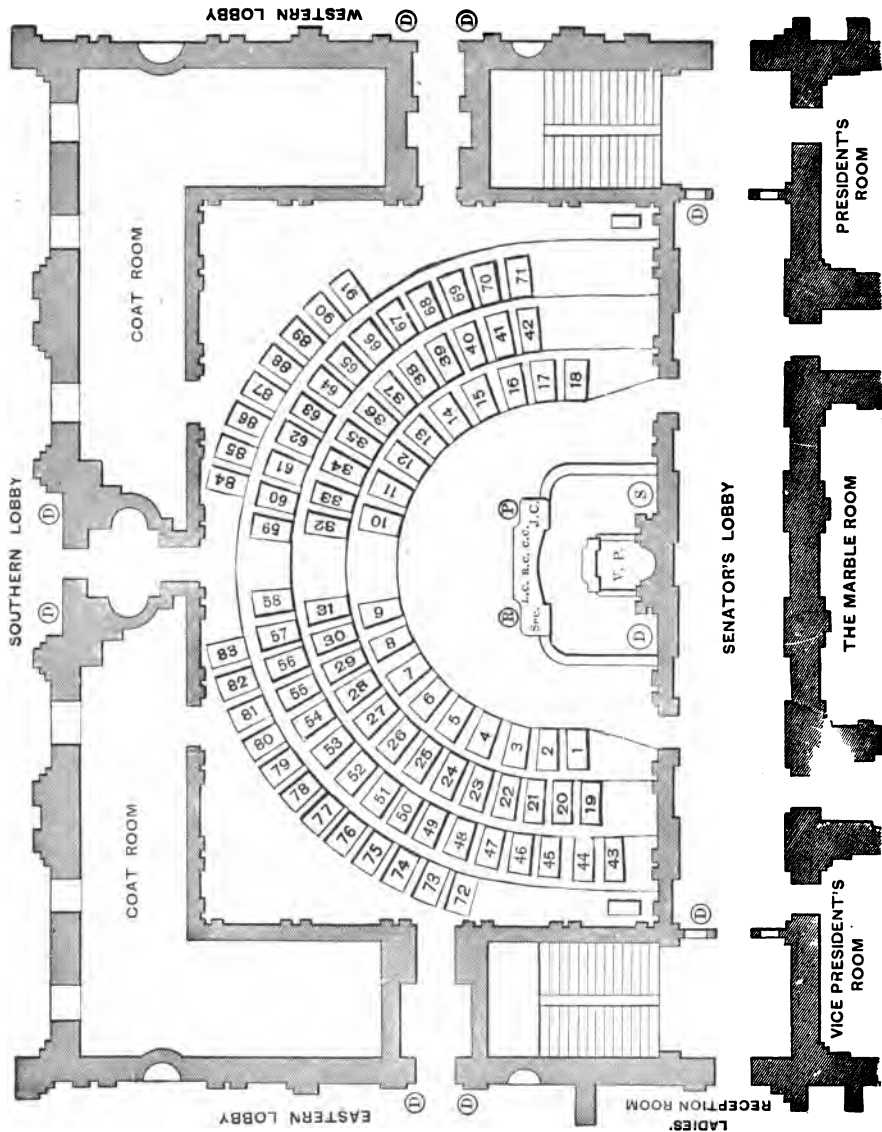 SOUTHERN LOBBY
D
D
COAT ROOM
COAT ROOM
EASTERN LOBBY
D
D
WESTERN LOBBY
D
D
72 73 74 75 76 77 78 79 80 81 82 83
84 85 86 87 88 89 90 91
43 44 45 46 47 48 49 50 51 52 53 54 55 56 57 58
59 60 61 62 63 64 65 66 67 68 69 70 71
19 20 21 22 23 24 25 26 27 28 29 30 31
32 33 34 35 36 37 38 39 40 41 42
1 2 3 4 5 6 7 8 9
10 11 12 13 14 15 16 17 18
R
P
L.C. R.C. C.C. J.C.
V. P.
D
S
D
D
LADIES'
RECEPTION ROOM
SENATOR'S LOBBY
VICE PRESIDENT'S
ROOM
THE MARBLE ROOM
PRESIDENT'S
ROOM